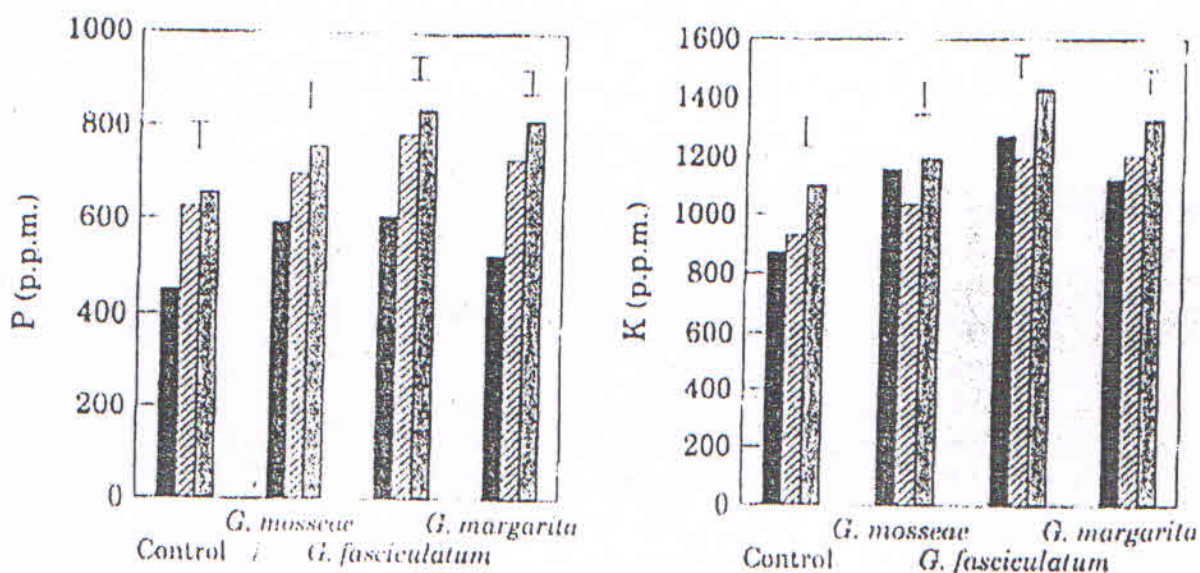 P (p.p.m.)
1000
800
600
400
200
0
G. mosseae
G. margarita
Control
G. fasciculatum
K (p.p.m.)
1600
1400
1200
1000
800
600
400
200
0
G. mosseae
G. margarita
Control
G. fasciculatum